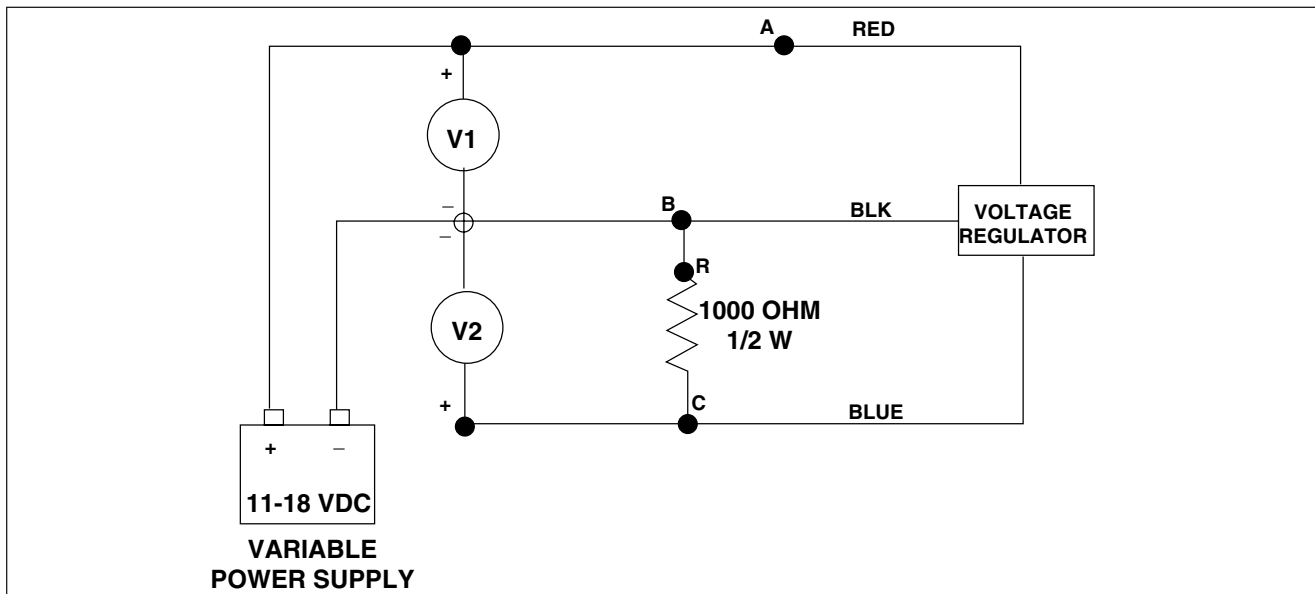 A
RED
+
V1
–
B
BLK
VOLTAGE
REGULATOR
–
R
1000 OHM
1/2 W
V2
C
+
BLUE
+ –
11-18 VDC
VARIABLE
POWER SUPPLY